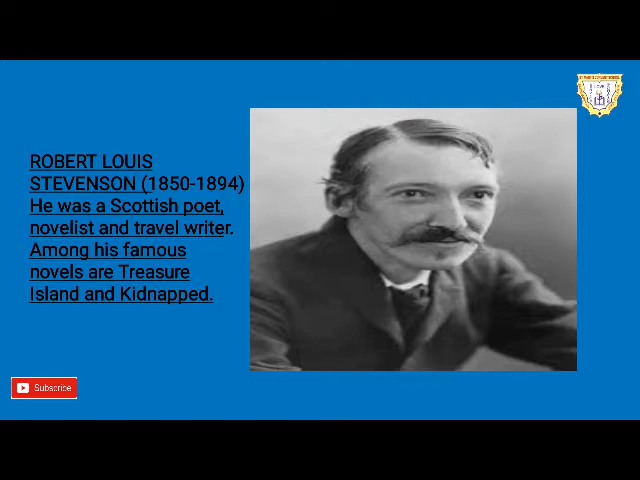 ROBERT LOUIS
STEVENSON (1850-1894)
He was a Scottish poet,
novelist and travel writer.
Among his famous
novels are Treasure
Island and Kidnapped.
Subscribe